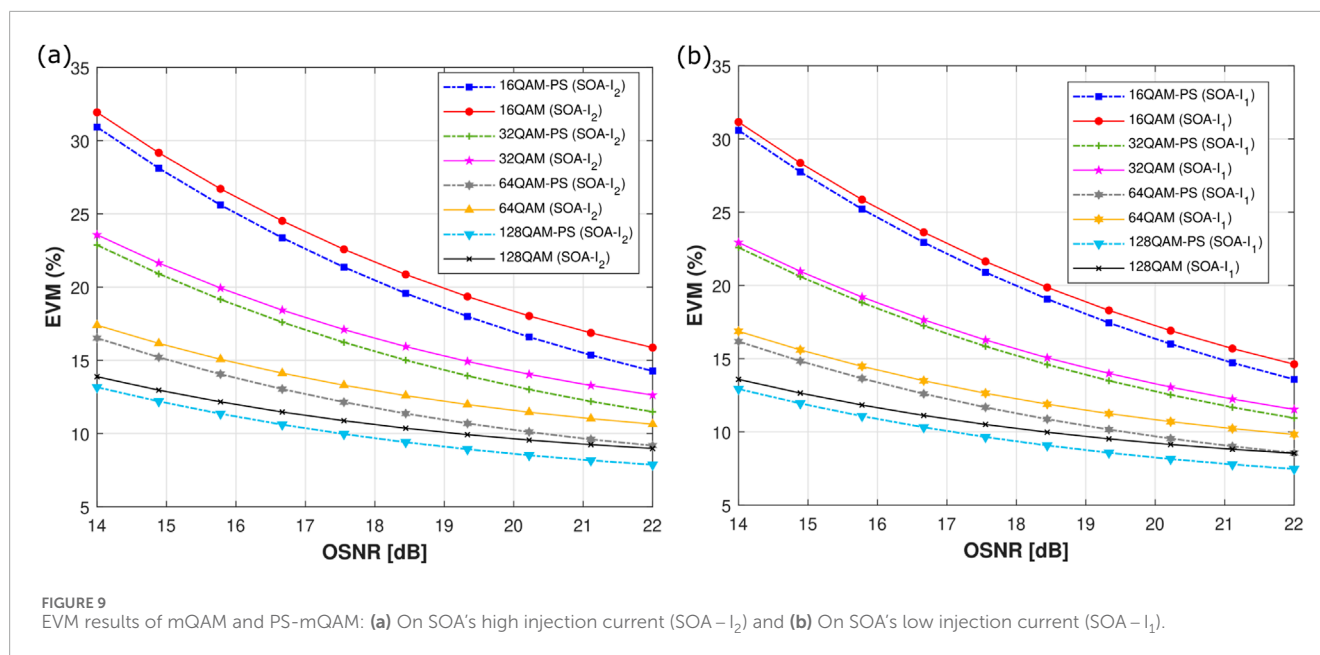 (a)
35
30
25
20
15
10
5
EVM (%)
14 15 16 17 18 19 20 21 22
OSNR [dB]
16QAM-PS (SOA-I₂)
16QAM (SOA-I₂)
32QAM-PS (SOA-I₂)
32QAM (SOA-I₂)
64QAM-PS (SOA-I₂)
64QAM (SOA-I₂)
128QAM-PS (SOA-I₂)
128QAM (SOA-I₂)
(b)
35
30
25
20
15
10
5
EVM (%)
14 15 16 17 18 19 20 21 22
OSNR [dB]
16QAM-PS (SOA-I₁)
16QAM (SOA-I₁)
32QAM-PS (SOA-I₁)
32QAM (SOA-I₁)
64QAM-PS (SOA-I₁)
64QAM (SOA-I₁)
128QAM-PS (SOA-I₁)
128QAM (SOA-I₁)
FIGURE 9
EVM results of mQAM and PS-mQAM: (a) On SOA's high injection current (SOA – I₂) and (b) On SOA's low injection current (SOA – I₁).